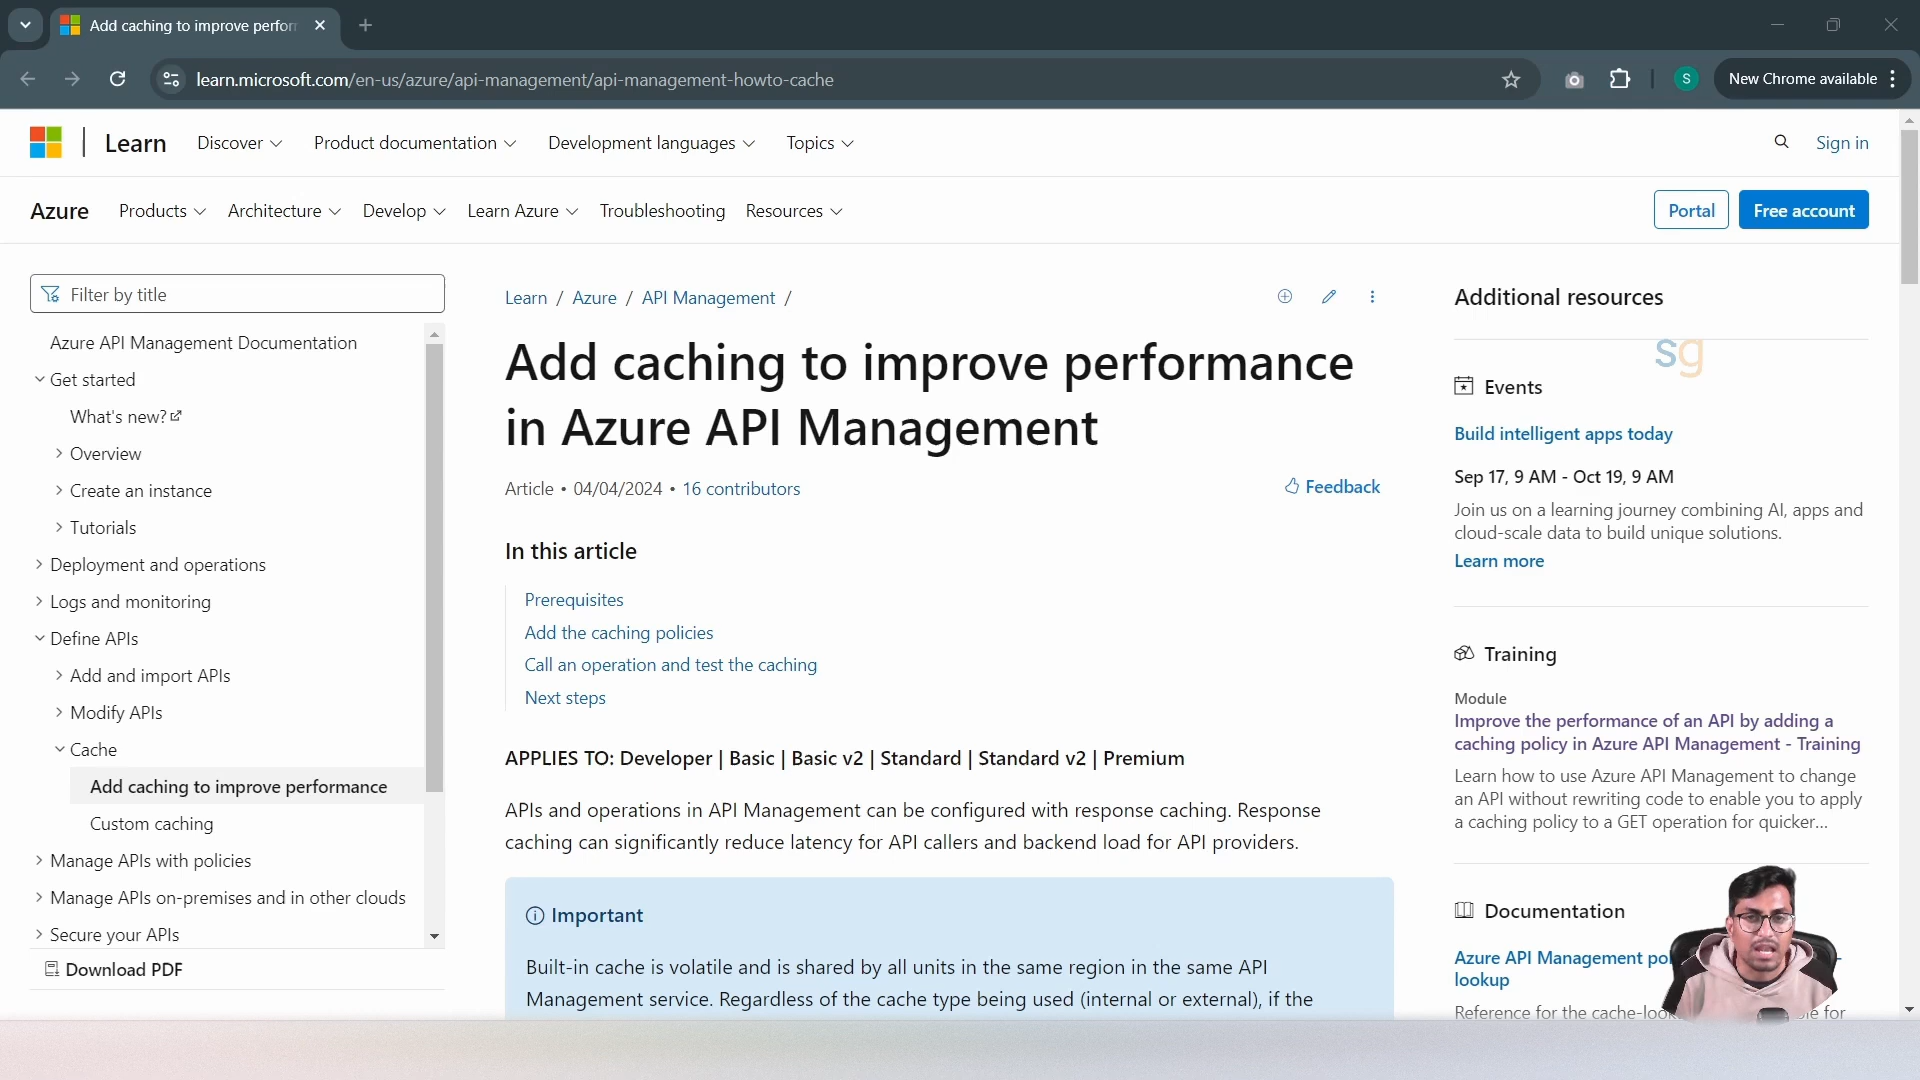 Add caching to improve perfor
learn.microsoft.com/en-us/azure/api-management/api-management-howto-cache
S
New Chrome available
Learn
Discover
Product documentation
Development languages
Topics
Sign in
Azure
Products
Architecture
Develop
Learn Azure
Troubleshooting
Resources
Portal
Free account
Filter by title
Azure API Management Documentation
Get started
What's new?
Overview
Create an instance
Tutorials
Deployment and operations
Logs and monitoring
Define APIs
Add and import APIs
Modify APIs
Cache
Add caching to improve performance
Custom caching
Manage APIs with policies
Manage APIs on-premises and in other clouds
Secure your APIs
Download PDF
Learn / Azure / API Management /
Add caching to improve performance
in Azure API Management
Article • 04/04/2024 • 16 contributors
Feedback
In this article
Prerequisites
Add the caching policies
Call an operation and test the caching
Next steps
APPLIES TO: Developer | Basic | Basic v2 | Standard | Standard v2 | Premium
APIs and operations in API Management can be configured with response caching. Response
caching can significantly reduce latency for API callers and backend load for API providers.
Important
Built-in cache is volatile and is shared by all units in the same region in the same API
Management service. Regardless of the cache type being used (internal or external), if the
Additional resources
sg
Events
Build intelligent apps today
Sep 17, 9 AM - Oct 19, 9 AM
Join us on a learning journey combining AI, apps and
cloud-scale data to build unique solutions.
Learn more
Training
Module
Improve the performance of an API by adding a
caching policy in Azure API Management - Training
Learn how to use Azure API Management to change
an API without rewriting code to enable you to apply
a caching policy to a GET operation for quicker...
Documentation
Azure API Management po
lookup
Reference for the cache-look
for